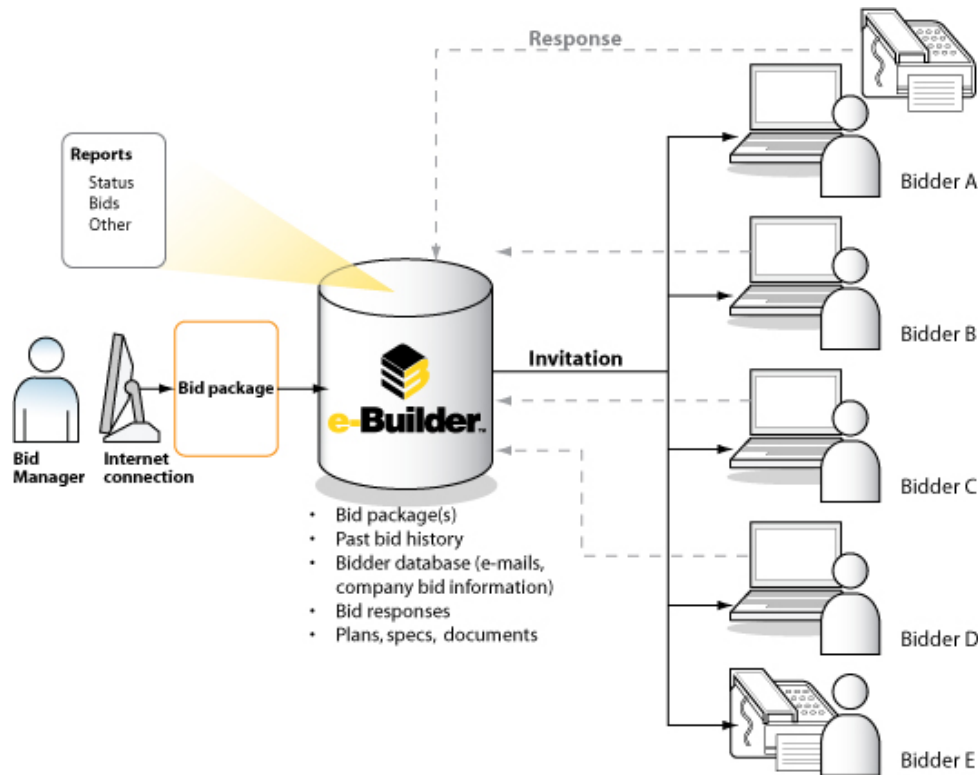 Response
Reports
Status
Bids
Other
Bidder A
Bidder B
Invitation
Bid package
e-Builder™
Bid
Manager
Internet
connection
Bidder C
• Bid package(s)
• Past bid history
• Bidder database (e-mails,
company bid information)
• Bid responses
• Plans, specs, documents
Bidder D
Bidder E